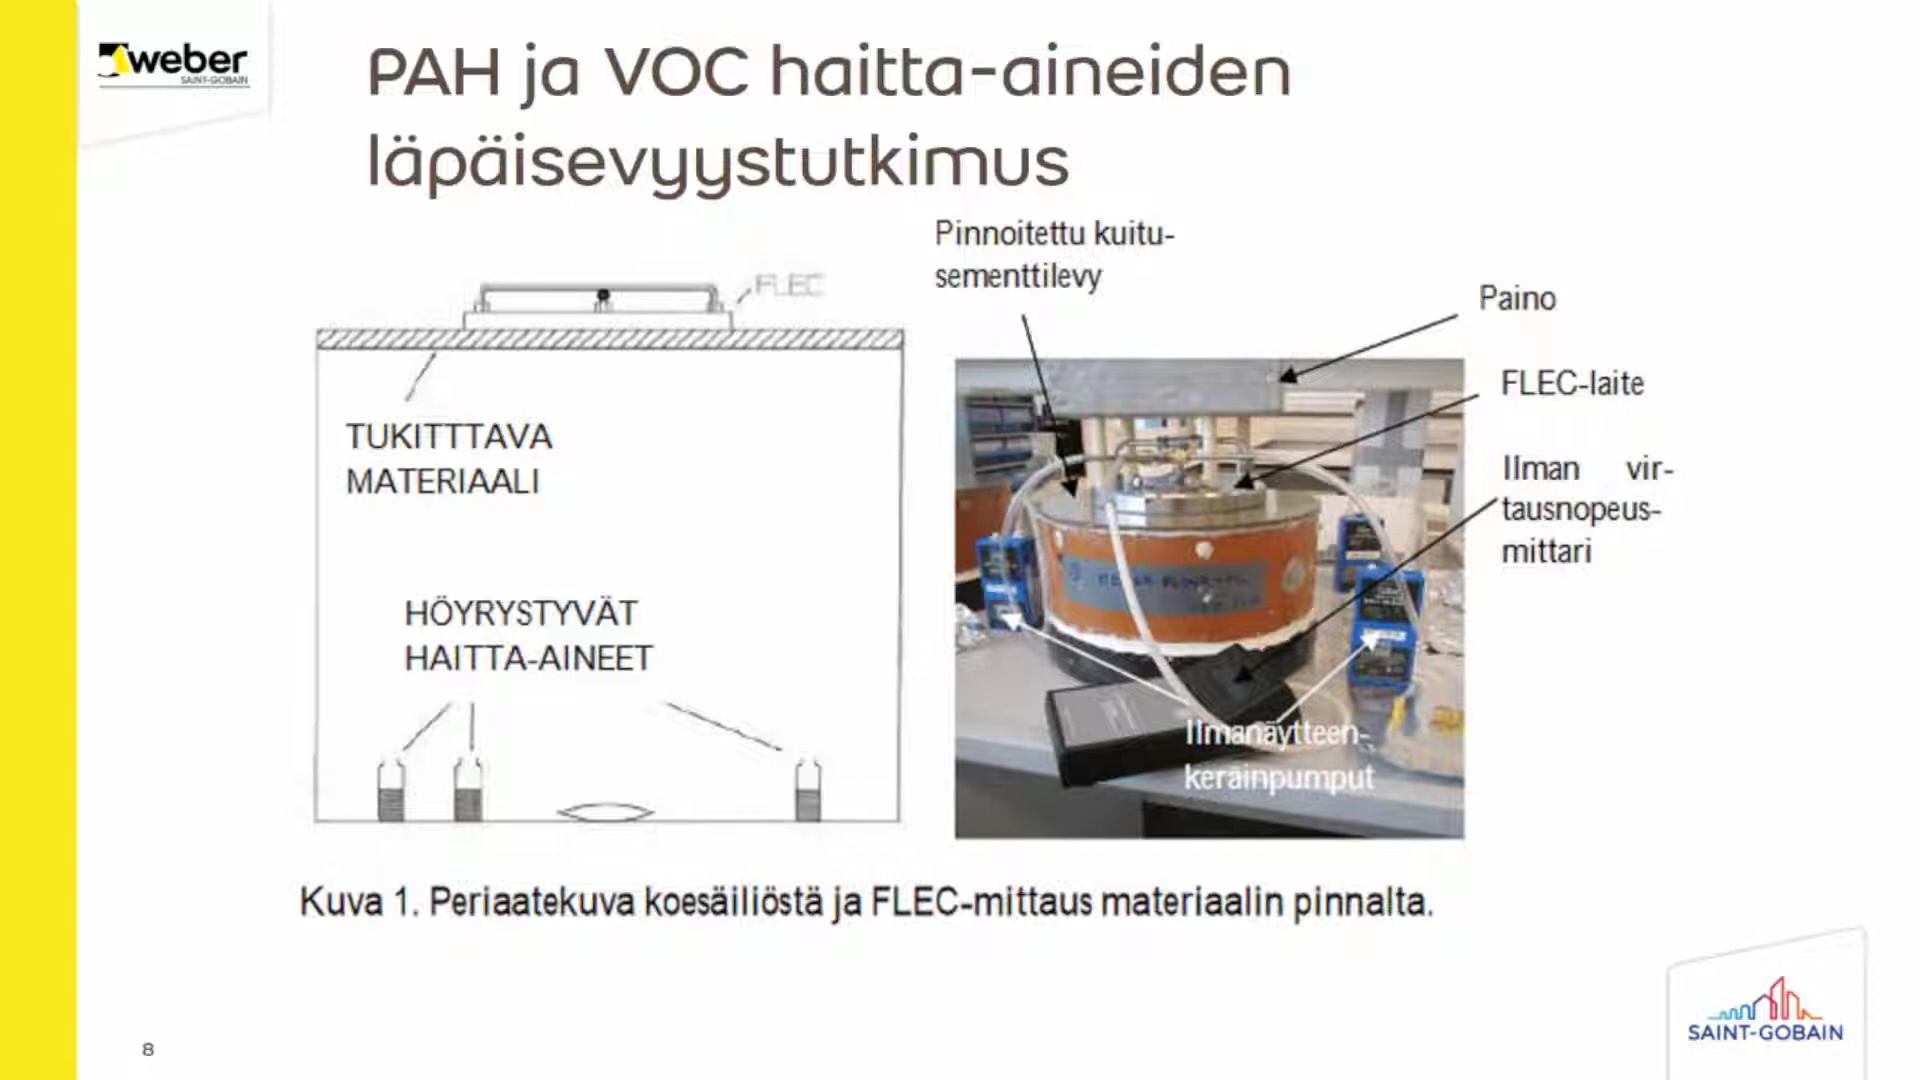 weber
SAINT-GOBAIN
PAH ja VOC haitta-aineiden
läpäisevyystutkimus
FLEC
TUKITTTAVA
MATERIAALI
HÖYRYSTYVÄT
HAITTA-AINEET
Pinnoitettu kuitu-
sementtilevy
Paino
FLEC-laite
Ilman vir-
tausnopeus-
mittari
Ilmanäytteen-
keräinpumput
Kuva 1. Periaatekuva koesäiliöstä ja FLEC-mittaus materiaalin pinnalta.
8
SAINT-GOBAIN